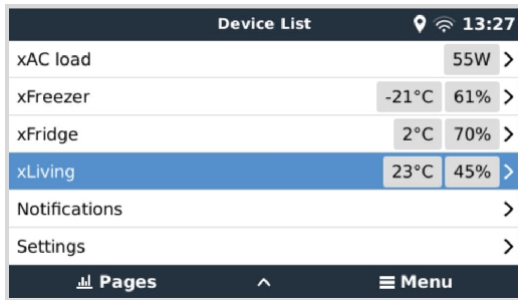 Device List 13:27
xAC load 55W
xFreezer -21°C 61%
xFridge 2°C 70%
xLiving 23°C 45%
Notifications
Settings
Pages Menu